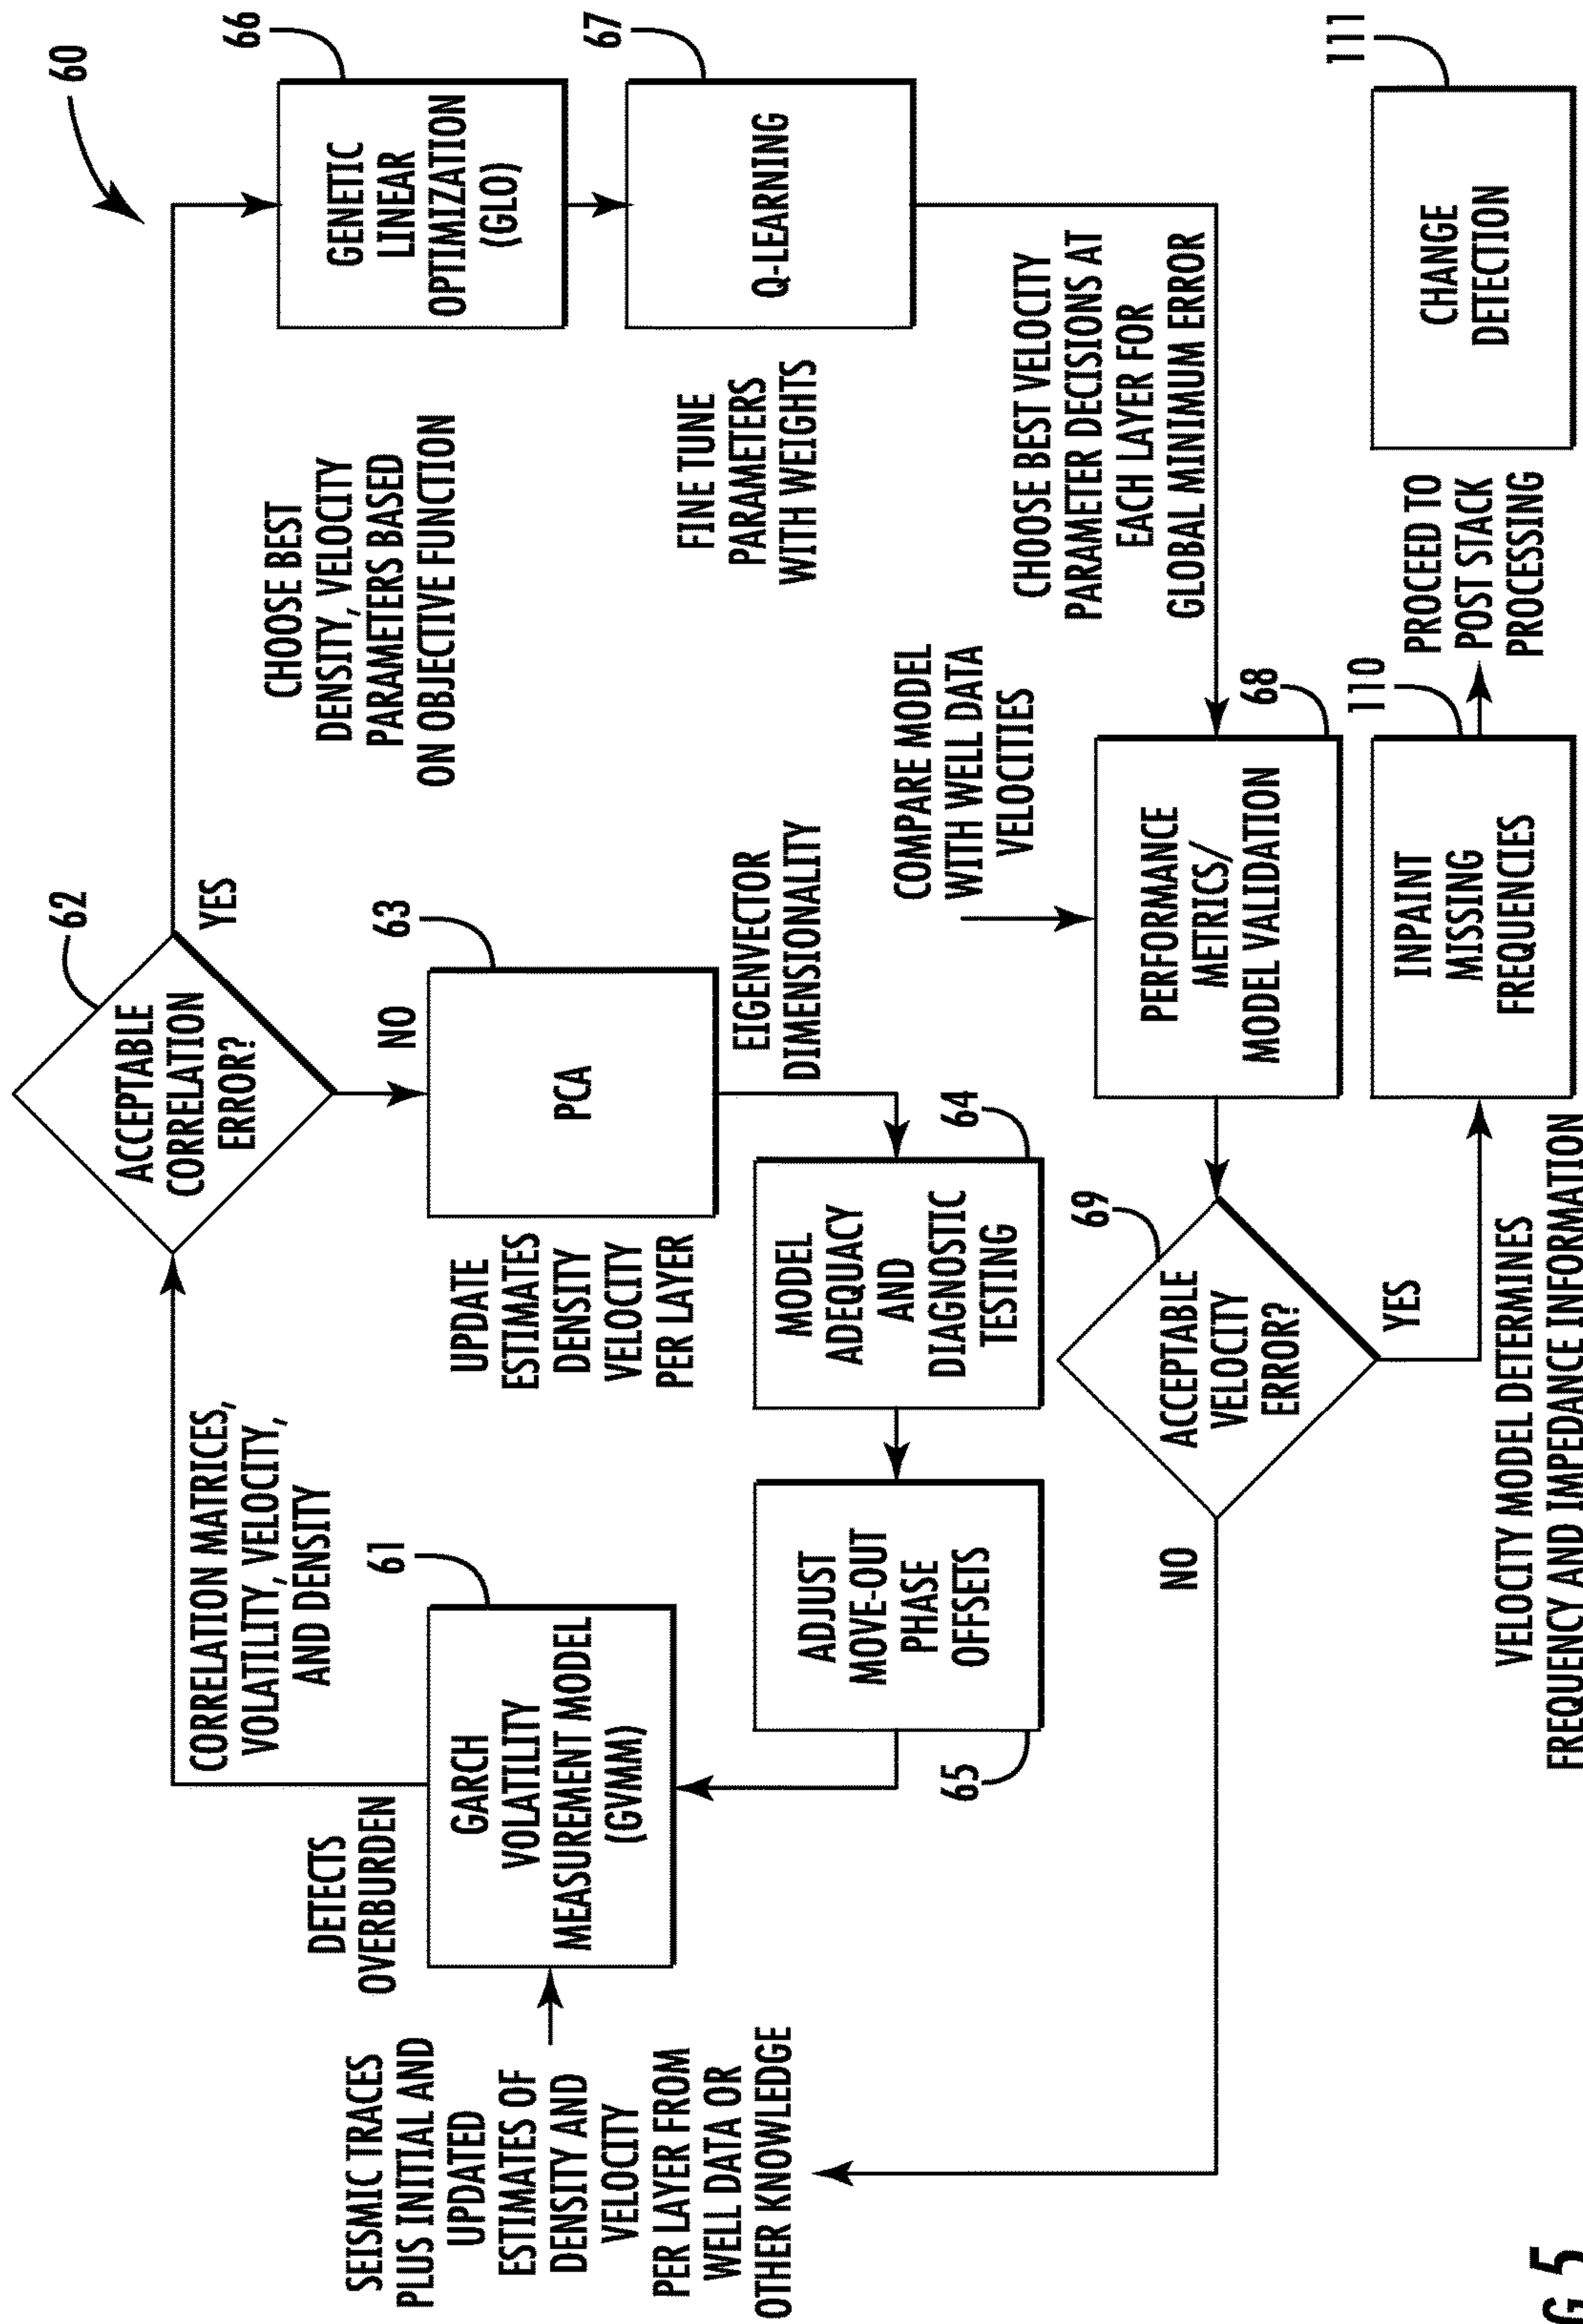 60
62
ACCEPTABLE
CORRELATION
ERROR?
YES
NO
CORRELATION MATRICES,
VOLATILITY, VELOCITY,
AND DENSITY
DETECTS
OVERBURDEN
SEISMIC TRACES
PLUS INITIAL AND
UPDATED
ESTIMATES OF
DENSITY AND
VELOCITY
PER LAYER FROM
WELL DATA OR
OTHER KNOWLEDGE
61
GARCH
VOLATILITY
MEASUREMENT MODEL
(GVMM)
UPDATE
ESTIMATES
DENSITY
VELOCITY
PER LAYER
63
PCA
EIGENVECTOR
DIMENSIONALITY
64
MODEL
ADEQUACY
AND
DIAGNOSTIC
TESTING
65
ADJUST
MOVE-OUT
PHASE
OFFSETS
CHOOSE BEST
DENSITY, VELOCITY
PARAMETERS BASED
ON OBJECTIVE FUNCTION
66
GENETIC
LINEAR
OPTIMIZATION
(GLO)
67
Q-LEARNING
FINE TUNE
PARAMETERS
WITH WEIGHTS
CHOOSE BEST VELOCITY
PARAMETER DECISIONS AT
EACH LAYER FOR
GLOBAL MINIMUM ERROR
COMPARE MODEL
WITH WELL DATA
VELOCITIES
68
PERFORMANCE
METRICS/
MODEL VALIDATION
69
ACCEPTABLE
VELOCITY
ERROR?
NO
YES
VELOCITY MODEL DETERMINES
FREQUENCY AND IMPEDANCE INFORMATION
110
INPAINT
MISSING
FREQUENCIES
PROCEED TO
POST STACK
PROCESSING
111
CHANGE
DETECTION
G 5